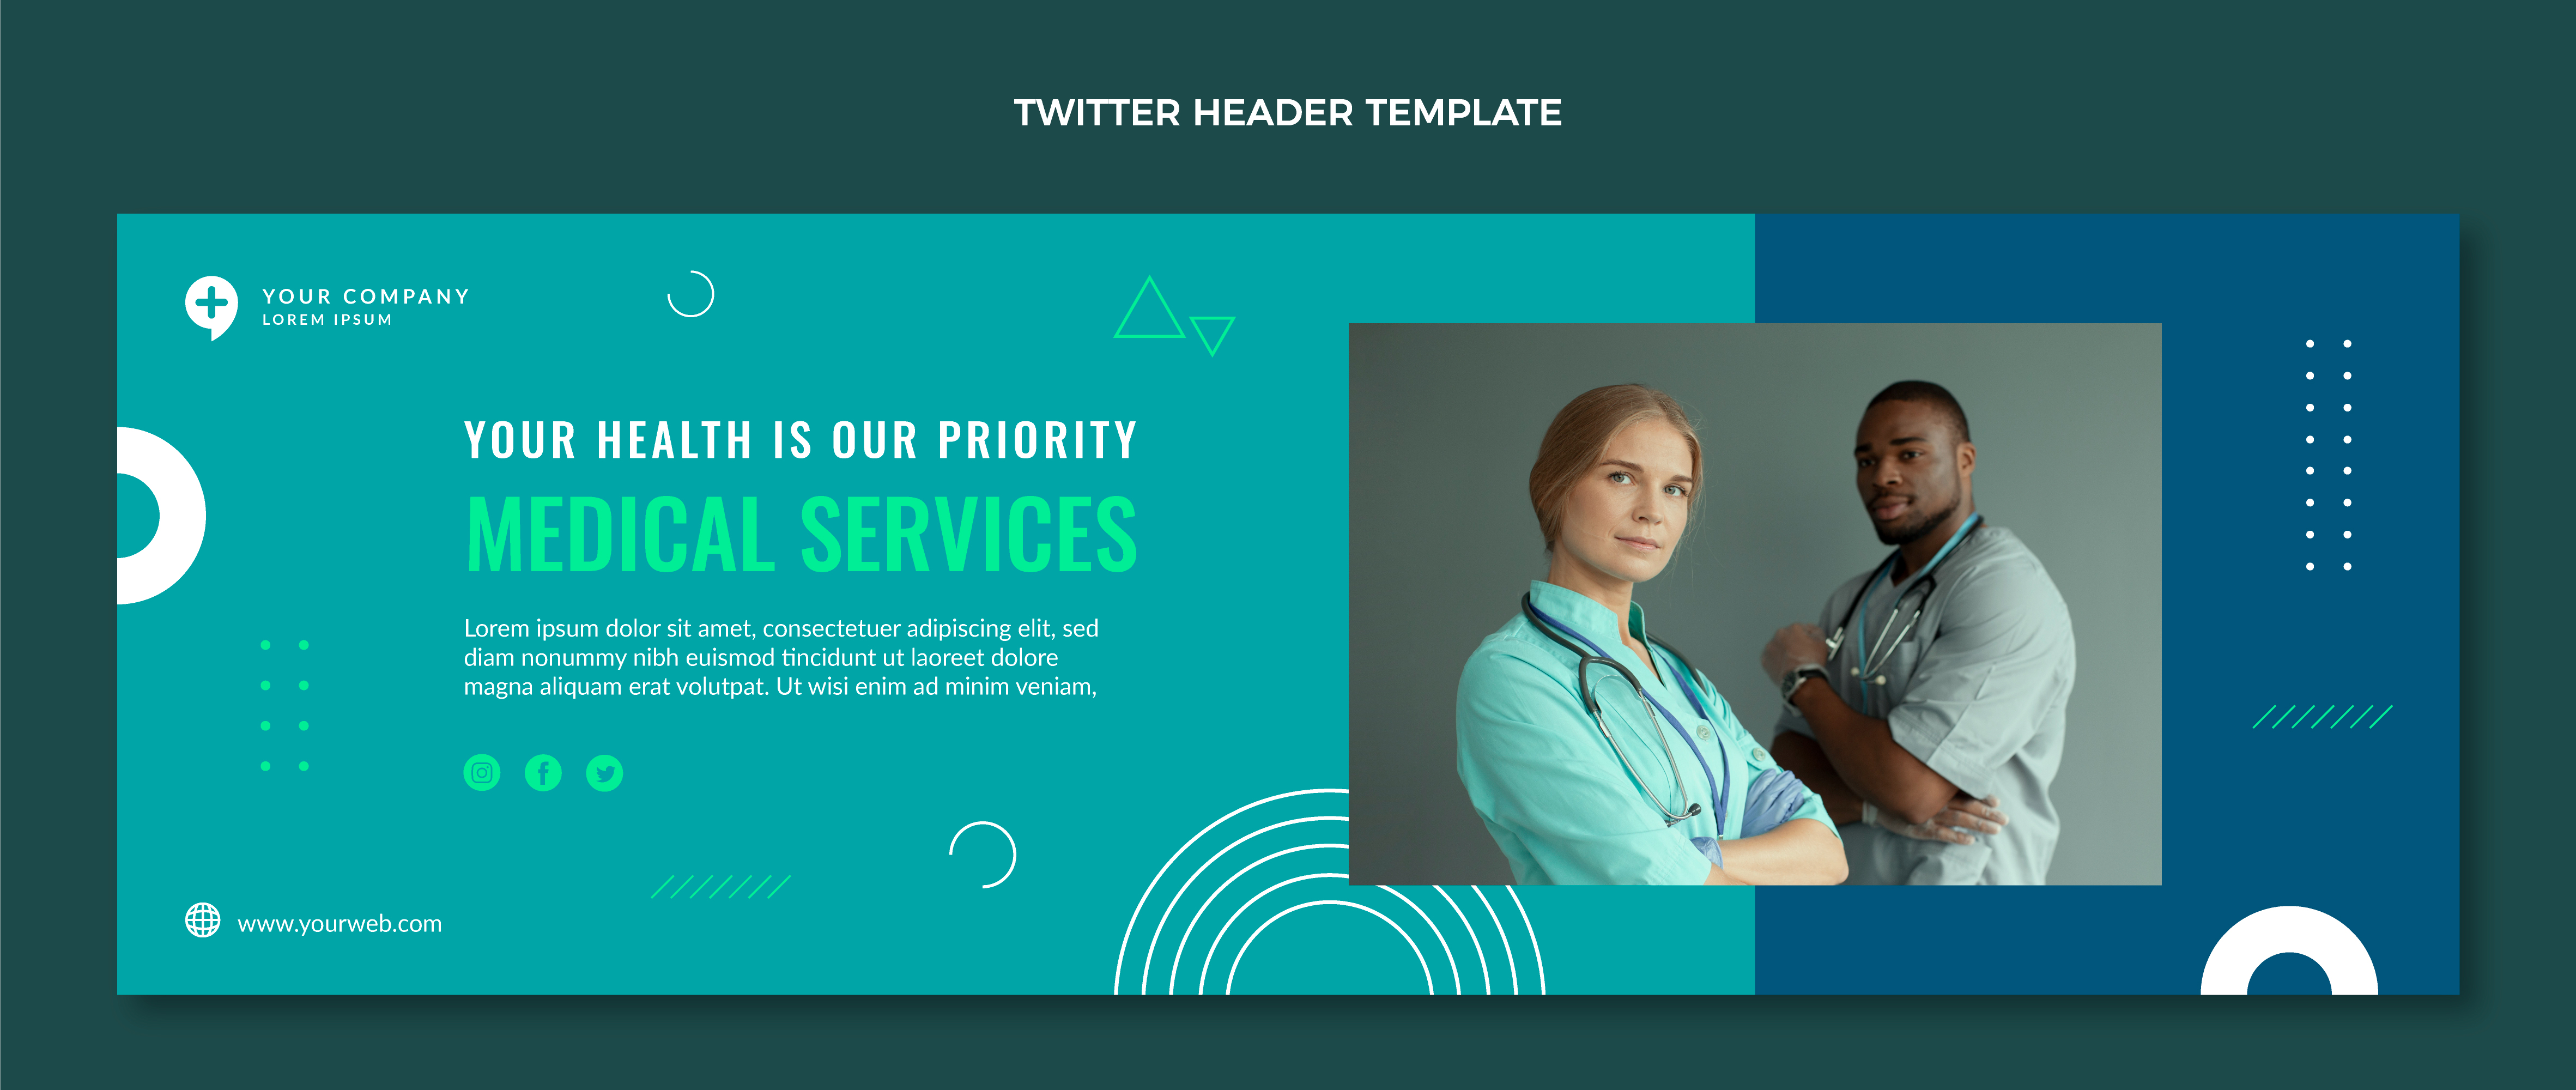 TWITTER HEADER TEMPLATE
YOUR COMPANY
LOREM IPSUM
YOUR HEALTH IS OUR PRIORITY
MEDICAL SERVICES
Lorem ipsum dolor sit amet, consectetuer adipiscing elit, sed
diam nonummy nibh euismod tincidunt ut laoreet dolore
magna aliquam erat volutpat. Ut wisi enim ad minim veniam,
www.yourweb.com